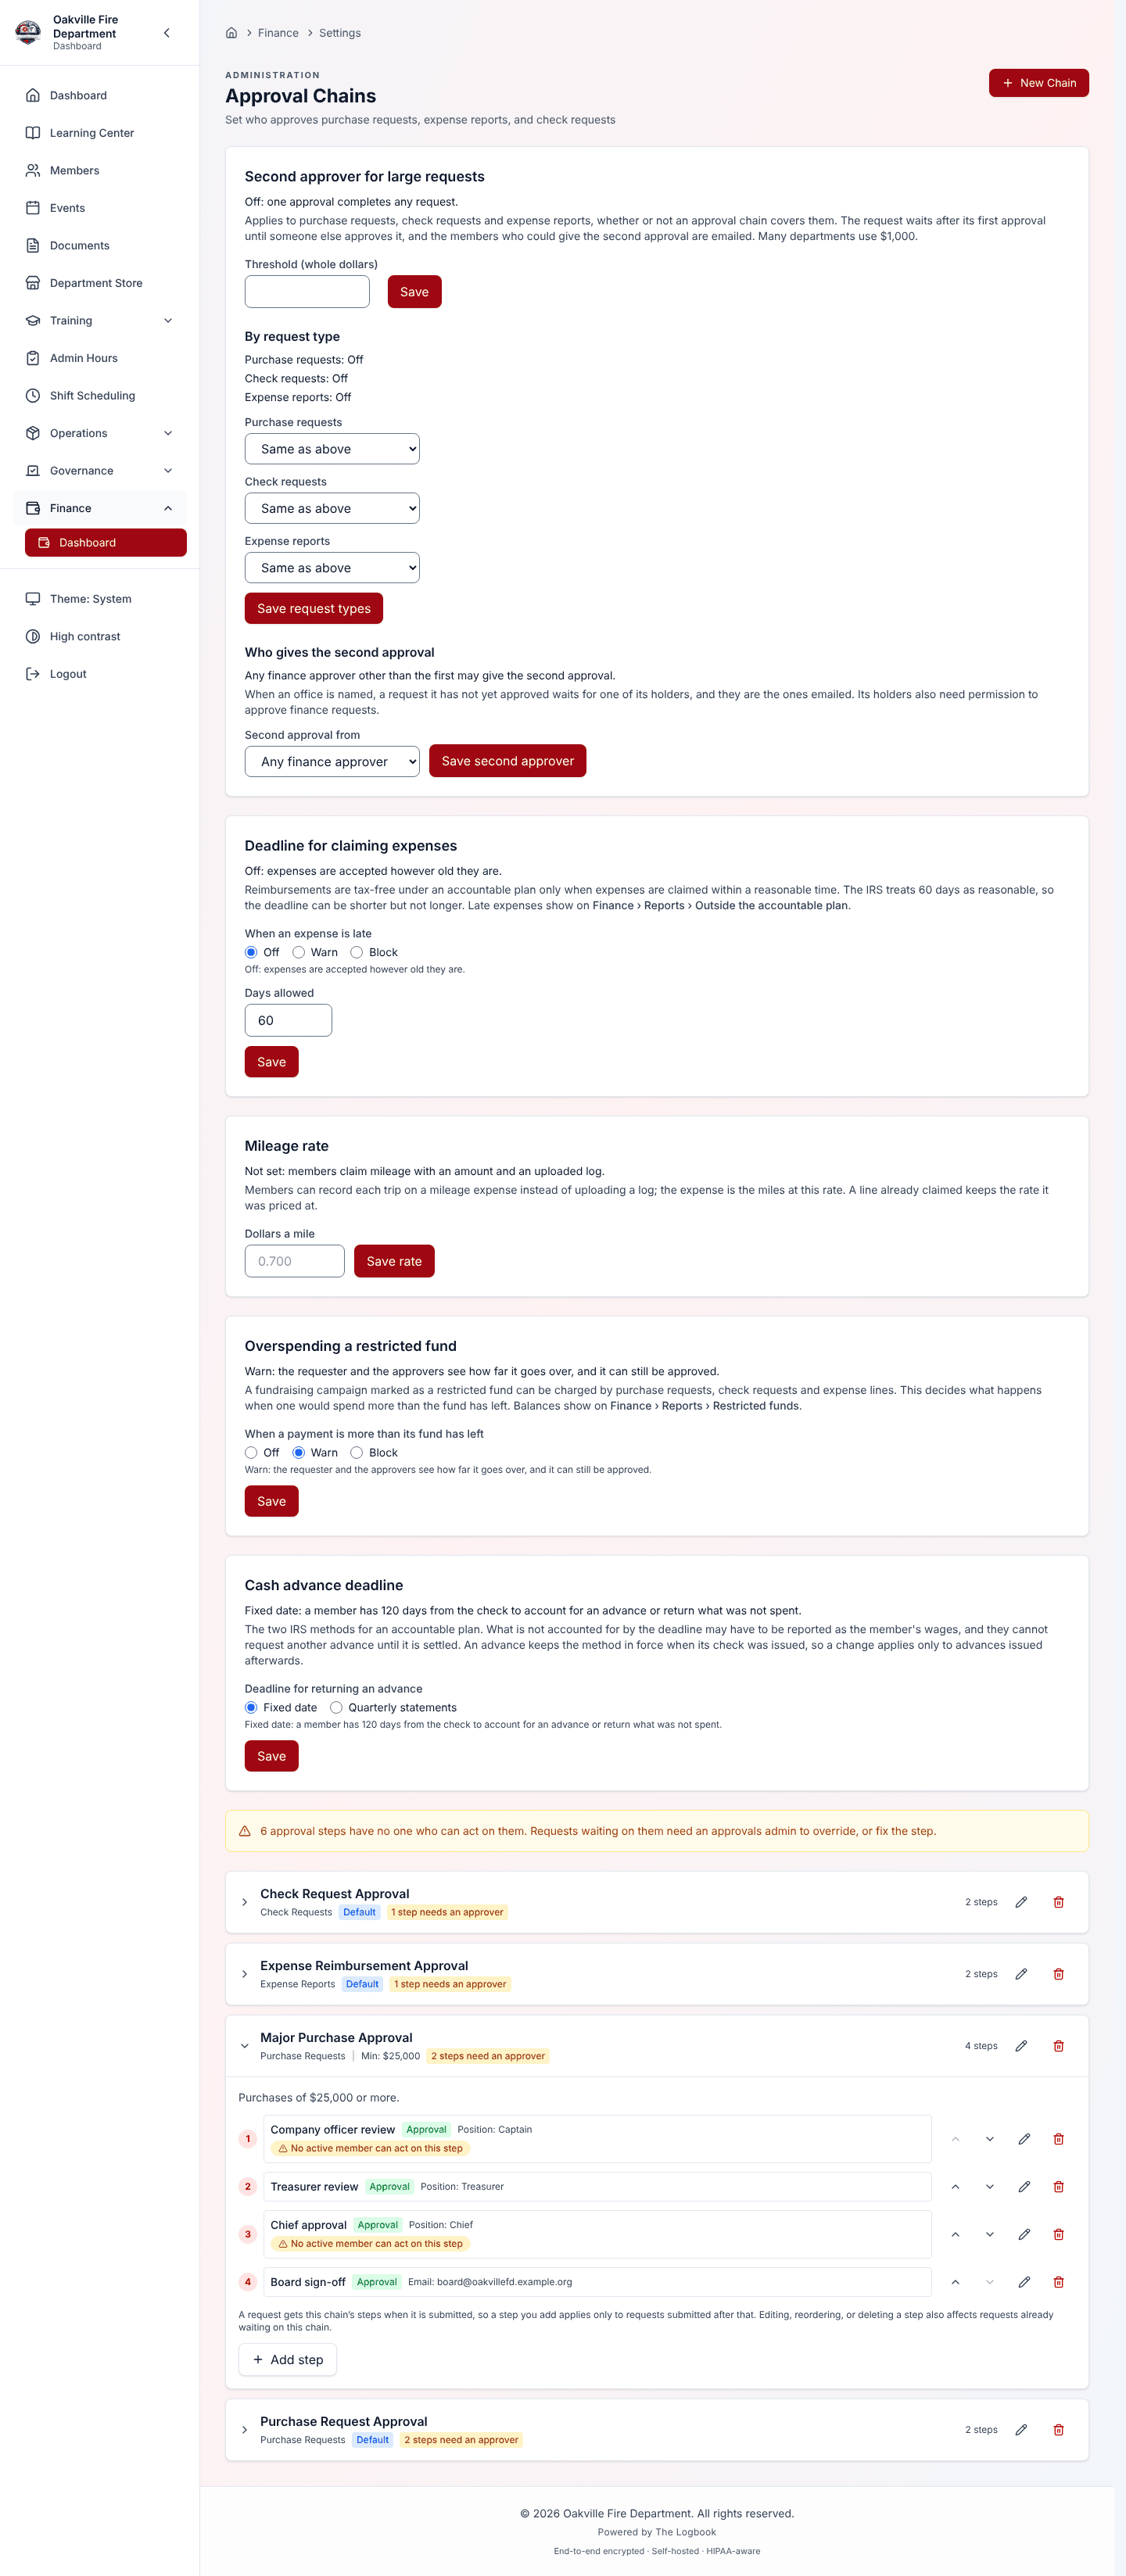 Oakville Fire
Department
Dashboard
Dashboard
Learning Center
Members
Events
Documents
Department Store
Training
Admin Hours
Shift Scheduling
Operations
Governance
Finance
Dashboard
Theme: System
High contrast
Logout
Finance
Settings
ADMINISTRATION
Approval Chains
Set who approves purchase requests, expense reports, and check requests
New Chain
Second approver for large requests
Off: one approval completes any request.
Applies to purchase requests, check requests and expense reports, whether or not an approval chain covers them. The request waits after its first approval
until someone else approves it, and the members who could give the second approval are emailed. Many departments use $1,000.
Threshold (whole dollars)
Save
By request type
Purchase requests: Off
Check requests: Off
Expense reports: Off
Purchase requests
Same as above
Check requests
Same as above
Expense reports
Same as above
Save request types
Who gives the second approval
Any finance approver other than the first may give the second approval.
When an office is named, a request it has not yet approved waits for one of its holders, and they are the ones emailed. Its holders also need permission to
approve finance requests.
Second approval from
Any finance approver
Save second approver
Deadline for claiming expenses
Off: expenses are accepted however old they are.
Reimbursements are tax-free under an accountable plan only when expenses are claimed within a reasonable time. The IRS treats 60 days as reasonable, so
the deadline can be shorter but not longer. Late expenses show on Finance › Reports › Outside the accountable plan.
When an expense is late
Off Warn Block
Off: expenses are accepted however old they are.
Days allowed
60
Save
Mileage rate
Not set: members claim mileage with an amount and an uploaded log.
Members can record each trip on a mileage expense instead of uploading a log; the expense is the miles at this rate. A line already claimed keeps the rate it
was priced at.
Dollars a mile
0.700
Save rate
Overspending a restricted fund
Warn: the requester and the approvers see how far it goes over, and it can still be approved.
A fundraising campaign marked as a restricted fund can be charged by purchase requests, check requests and expense lines. This decides what happens
when one would spend more than the fund has left. Balances show on Finance › Reports › Restricted funds.
When a payment is more than its fund has left
Off Warn Block
Warn: the requester and the approvers see how far it goes over, and it can still be approved.
Save
Cash advance deadline
Fixed date: a member has 120 days from the check to account for an advance or return what was not spent.
The two IRS methods for an accountable plan. What is not accounted for by the deadline may have to be reported as the member's wages, and they cannot
request another advance until it is settled. An advance keeps the method in force when its check was issued, so a change applies only to advances issued
afterwards.
Deadline for returning an advance
Fixed date Quarterly statements
Fixed date: a member has 120 days from the check to account for an advance or return what was not spent.
Save
6 approval steps have no one who can act on them. Requests waiting on them need an approvals admin to override, or fix the step.
Check Request Approval
Check Requests Default 1 step needs an approver
2 steps
Expense Reimbursement Approval
Expense Reports Default 1 step needs an approver
2 steps
Major Purchase Approval
Purchase Requests | Min: $25,000 2 steps need an approver
4 steps
Purchases of $25,000 or more.
1
Company officer review Approval Position: Captain
No active member can act on this step
2
Treasurer review Approval Position: Treasurer
3
Chief approval Approval Position: Chief
No active member can act on this step
4
Board sign-off Approval Email: board@oakvillefd.example.org
A request gets this chain's steps when it is submitted, so a step you add applies only to requests submitted after that. Editing, reordering, or deleting a step also affects requests already
waiting on this chain.
Add step
Purchase Request Approval
Purchase Requests Default 2 steps need an approver
2 steps
© 2026 Oakville Fire Department. All rights reserved.
Powered by The Logbook
End-to-end encrypted · Self-hosted · HIPAA-aware